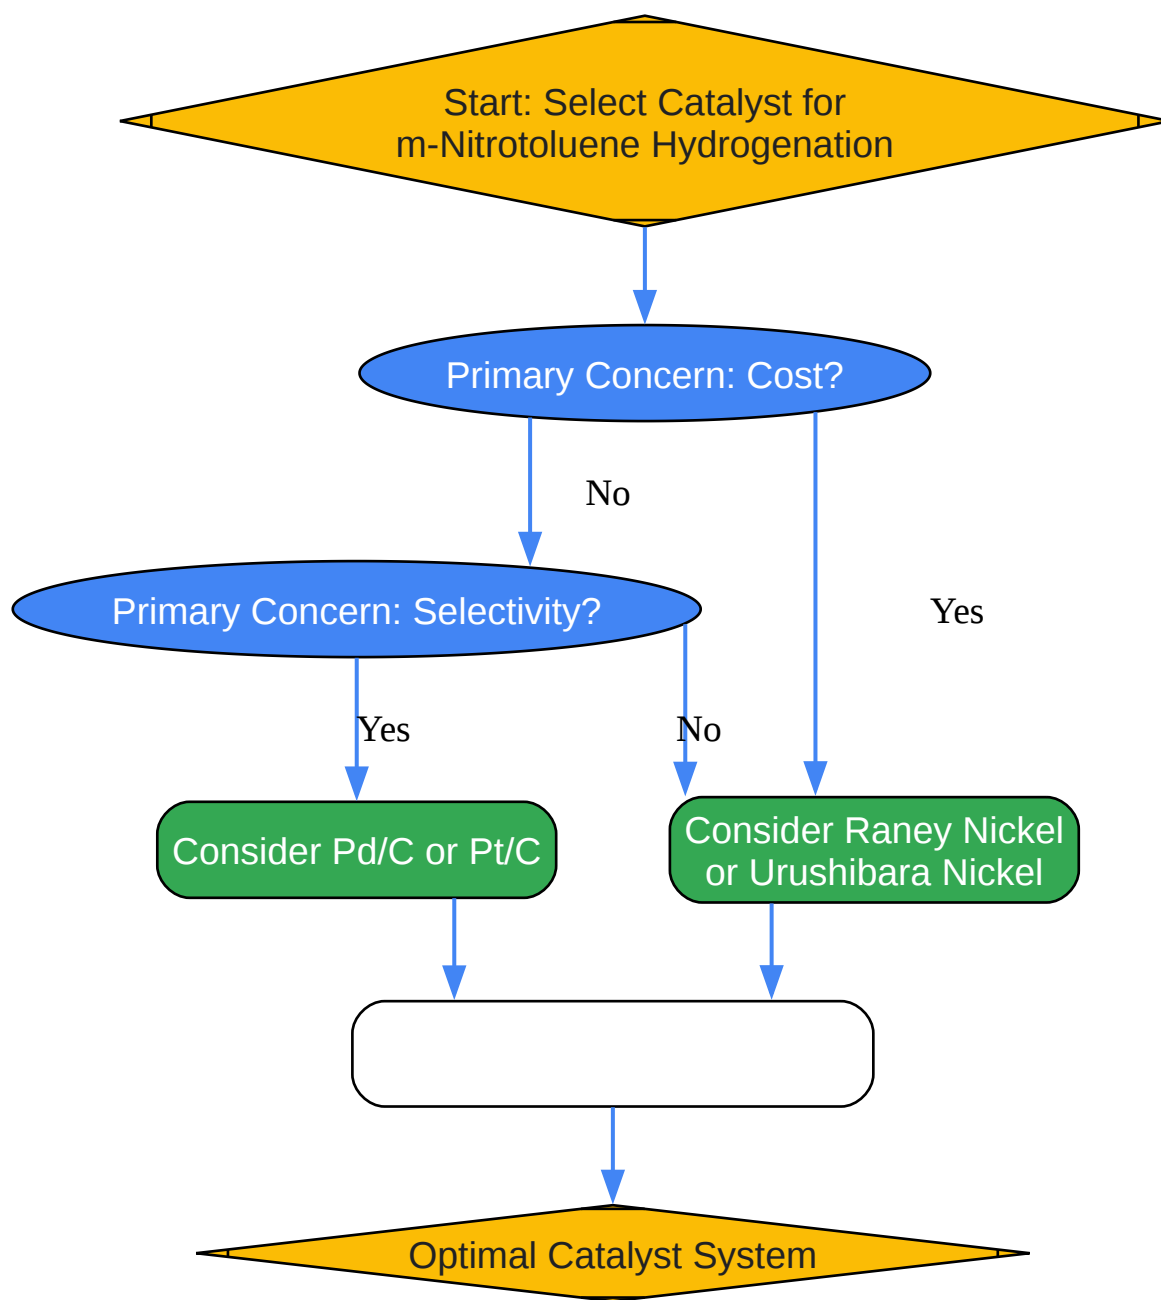 Start: Select Catalyst for
m-Nitrotoluene Hydrogenation
Primary Concern: Cost?
No
Primary Concern: Selectivity?
Yes
Yes
No
Consider Pd/C or Pt/C
Consider Raney Nickel
or Urushibara Nickel
Optimal Catalyst System